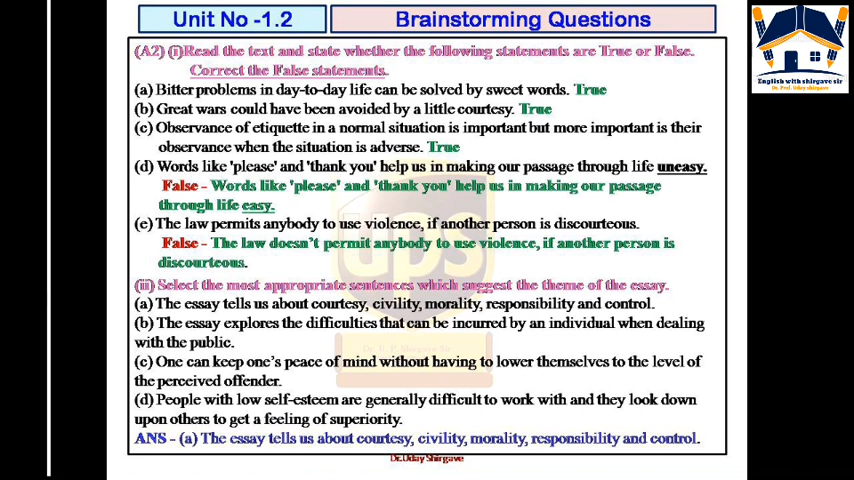 Unit No -1.2
Brainstorming Questions
English with shirgave sir
Dr. Prof. Uday shirgave
(A2) (i)Read the text and state whether the following statements are True or False.
Correct the False statements.
(a) Bitter problems in day-to-day life can be solved by sweet words. True
(b) Great wars could have been avoided by a little courtesy. True
(c) Observance of etiquette in a normal situation is important but more important is their
observance when the situation is adverse. True
(d) Words like 'please' and 'thank you' help us in making our passage through life uneasy.
False - Words like 'please' and 'thank you' help us in making our passage
through life easy.
(e) The law permits anybody to use violence, if another person is discourteous.
False - The law doesn't permit anybody to use violence, if another person is
discourteous.
(ii) Select the most appropriate sentences which suggest the theme of the essay.
(a) The essay tells us about courtesy, civility, morality, responsibility and control.
(b) The essay explores the difficulties that can be incurred by an individual when dealing
with the public.
(c) One can keep one's peace of mind without having to lower themselves to the level of
the perceived offender.
(d) People with low self-esteem are generally difficult to work with and they look down
upon others to get a feeling of superiority.
ANS - (a) The essay tells us about courtesy, civility, morality, responsibility and control.
ups
Dr. U. P. Shirgave Sir
Dr.Uday Shirgave